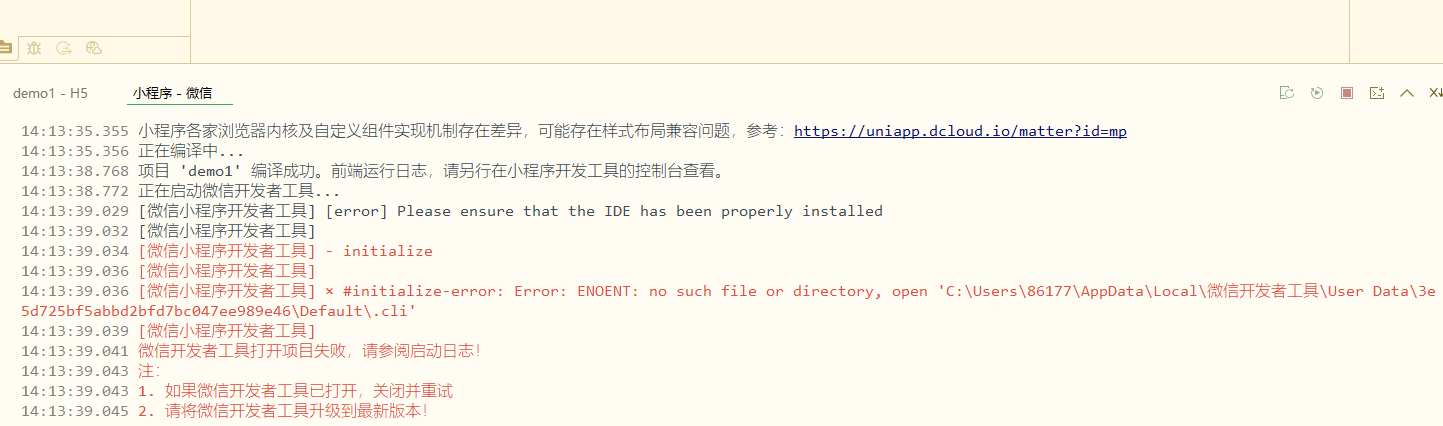 demo1 - H5 小程序 - 微信
14:13:35.355 小程序各家浏览器内核及自定义组件实现机制存在差异，可能存在样式布局兼容问题，参考：https://uniapp.dcloud.io/matter?id=mp
14:13:35.356 正在编译中...
14:13:38.768 项目 'demo1' 编译成功。前端运行日志，请另行在小程序开发工具的控制台查看。
14:13:38.772 正在启动微信开发者工具...
14:13:39.029 [微信小程序开发者工具] [error] Please ensure that the IDE has been properly installed
14:13:39.032 [微信小程序开发者工具]
14:13:39.034 [微信小程序开发者工具] - initialize
14:13:39.036 [微信小程序开发者工具]
14:13:39.036 [微信小程序开发者工具] × #initialize-error: Error: ENOENT: no such file or directory, open 'C:\Users\86177\AppData\Local\微信开发者工具\User Data\3e
5d725bf5abbd2bfd7bc047ee989e46\Default\.cli'
14:13:39.039 [微信小程序开发者工具]
14:13:39.041 微信开发者工具打开项目失败，请参阅启动日志！
14:13:39.043 注：
14:13:39.043 1. 如果微信开发者工具已打开，关闭并重试
14:13:39.045 2. 请将微信开发者工具升级到最新版本！